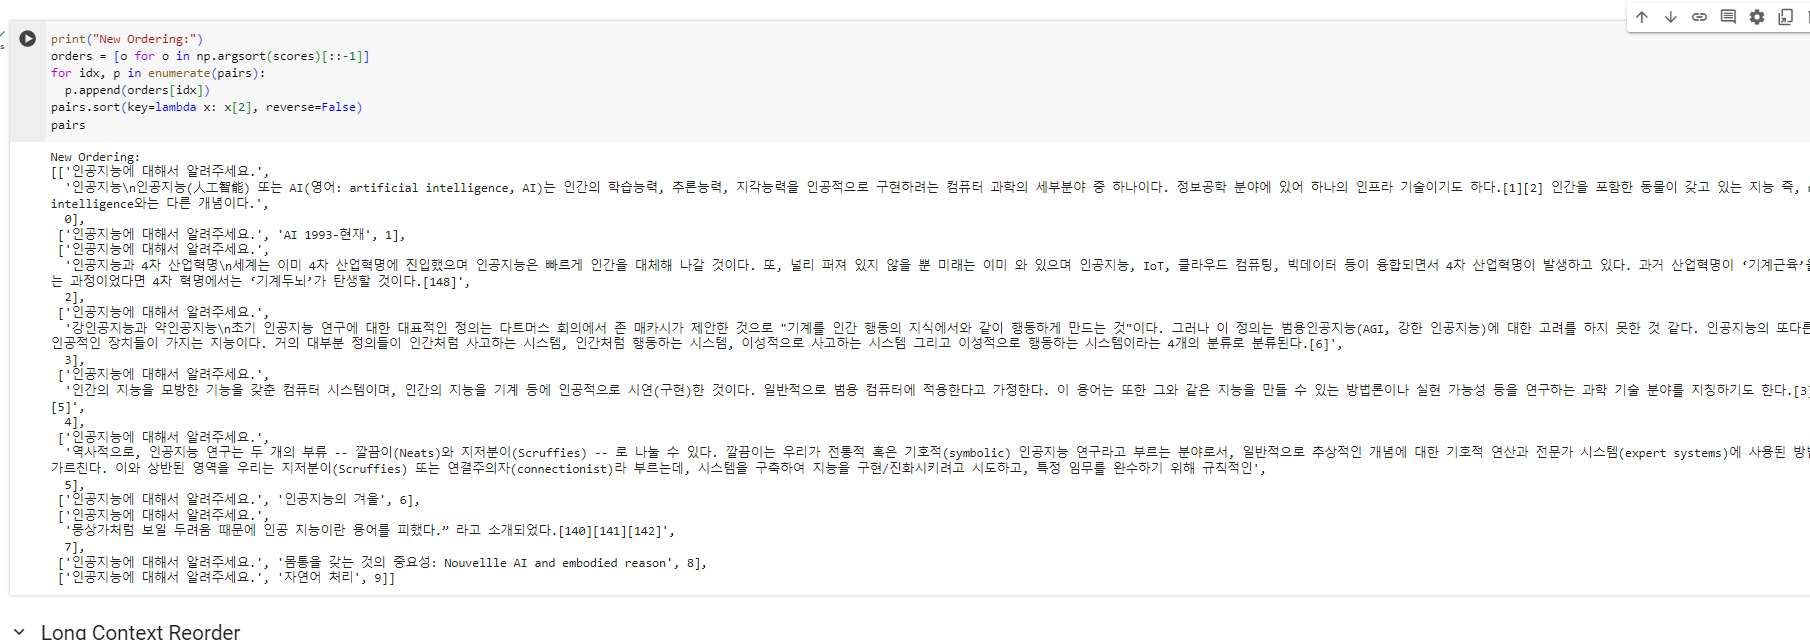 print("New Ordering:")
orders = [o for o in np.argsort(scores)[::-1]]
for idx, p in enumerate(pairs):
  p.append(orders[idx])
pairs.sort(key=lambda x: x[2], reverse=False)
pairs
New Ordering:
[['인공지능에 대해서 알려주세요.',
'인공지능\n인공지능(人工智能) 또는 AI(영어: artificial intelligence, AI)는 인간의 학습능력, 추론능력, 지각능력을 인공적으로 구현하려는 컴퓨터 과학의 세부분야 중 하나이다. 정보공학 분야에 있어 하나의 인프라 기술이기도 하다.[1][2] 인간을 포함한 동물이 갖고 있는 지능 즉,
intelligence와는 다른 개념이다.',
0],
['인공지능에 대해서 알려주세요.', 'AI 1993-현재', 1],
['인공지능에 대해서 알려주세요.',
'인공지능과 4차 산업혁명\n세계는 이미 4차 산업혁명에 진입했으며 인공지능은 빠르게 인간을 대체해 나갈 것이다. 또, 널리 퍼져 있지 않을 뿐 미래는 이미 와 있으며 인공지능, IoT, 클라우드 컴퓨팅, 빅데이터 등이 융합되면서 4차 산업혁명이 발생하고 있다. 과거 산업혁명이 ‘기계근육’을
는 과정이었다면 4차 혁명에서는 ‘기계두뇌’가 탄생할 것이다.[148]',
2],
['인공지능에 대해서 알려주세요.',
'강인공지능과 약인공지능\n초기 인공지능 연구에 대한 대표적인 정의는 다트머스 회의에서 존 매카시가 제안한 것으로 "기계를 인간 행동의 지식에서와 같이 행동하게 만드는 것"이다. 그러나 이 정의는 범용인공지능(AGI, 강한 인공지능)에 대한 고려를 하지 못한 것 같다. 인공지능의 또다른
인공적인 장치들이 가지는 지능이다. 거의 대부분 정의들이 인간처럼 사고하는 시스템, 인간처럼 행동하는 시스템, 이성적으로 사고하는 시스템 그리고 이성적으로 행동하는 시스템이라는 4개의 분류로 분류된다.[6]',
3],
['인공지능에 대해서 알려주세요.',
'인간의 지능을 모방한 기능을 갖춘 컴퓨터 시스템이며, 인간의 지능을 기계 등에 인공적으로 시연(구현)한 것이다. 일반적으로 범용 컴퓨터에 적용한다고 가정한다. 이 용어는 또한 그와 같은 지능을 만들 수 있는 방법론이나 실현 가능성 등을 연구하는 과학 기술 분야를 지칭하기도 한다.[3]
[5]',
4],
['인공지능에 대해서 알려주세요.',
'역사적으로, 인공지능 연구는 두 개의 부류 -- 깔끔이(Neats)와 지저분이(Scruffies) -- 로 나눌 수 있다. 깔끔이는 우리가 전통적 혹은 기호적(symbolic) 인공지능 연구라고 부르는 분야로서, 일반적으로 추상적인 개념에 대한 기호적 연산과 전문가 시스템(expert systems)에 사용된 방법
가르친다. 이와 상반된 영역을 우리는 지저분이(Scruffies) 또는 연결주의자(connectionist)라 부르는데, 시스템을 구축하여 지능을 구현/진화시키려고 시도하고, 특정 임무를 완수하기 위해 규칙적인',
5],
['인공지능에 대해서 알려주세요.', '인공지능의 겨울', 6],
['인공지능에 대해서 알려주세요.',
'몽상가처럼 보일 두려움 때문에 인공 지능이란 용어를 피했다.” 라고 소개되었다.[140][141][142]',
7],
['인공지능에 대해서 알려주세요.', '몸통을 갖는 것의 중요성: Nouvellle AI and embodied reason', 8],
['인공지능에 대해서 알려주세요.', '자연어 처리', 9]]
Long Context Reorder